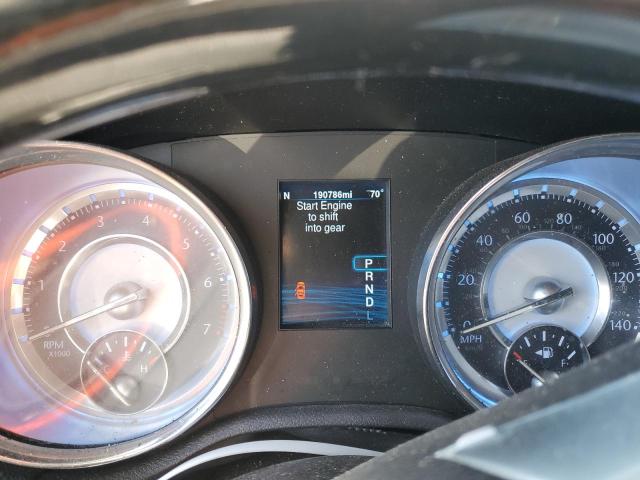 N 190786mi 70°
Start Engine
to shift
into gear
P
R
N
D
L
1 2 3 4 5 6 7
RPM
X1000
C H
0 20 40 60 80 100 120 140
MPH
F